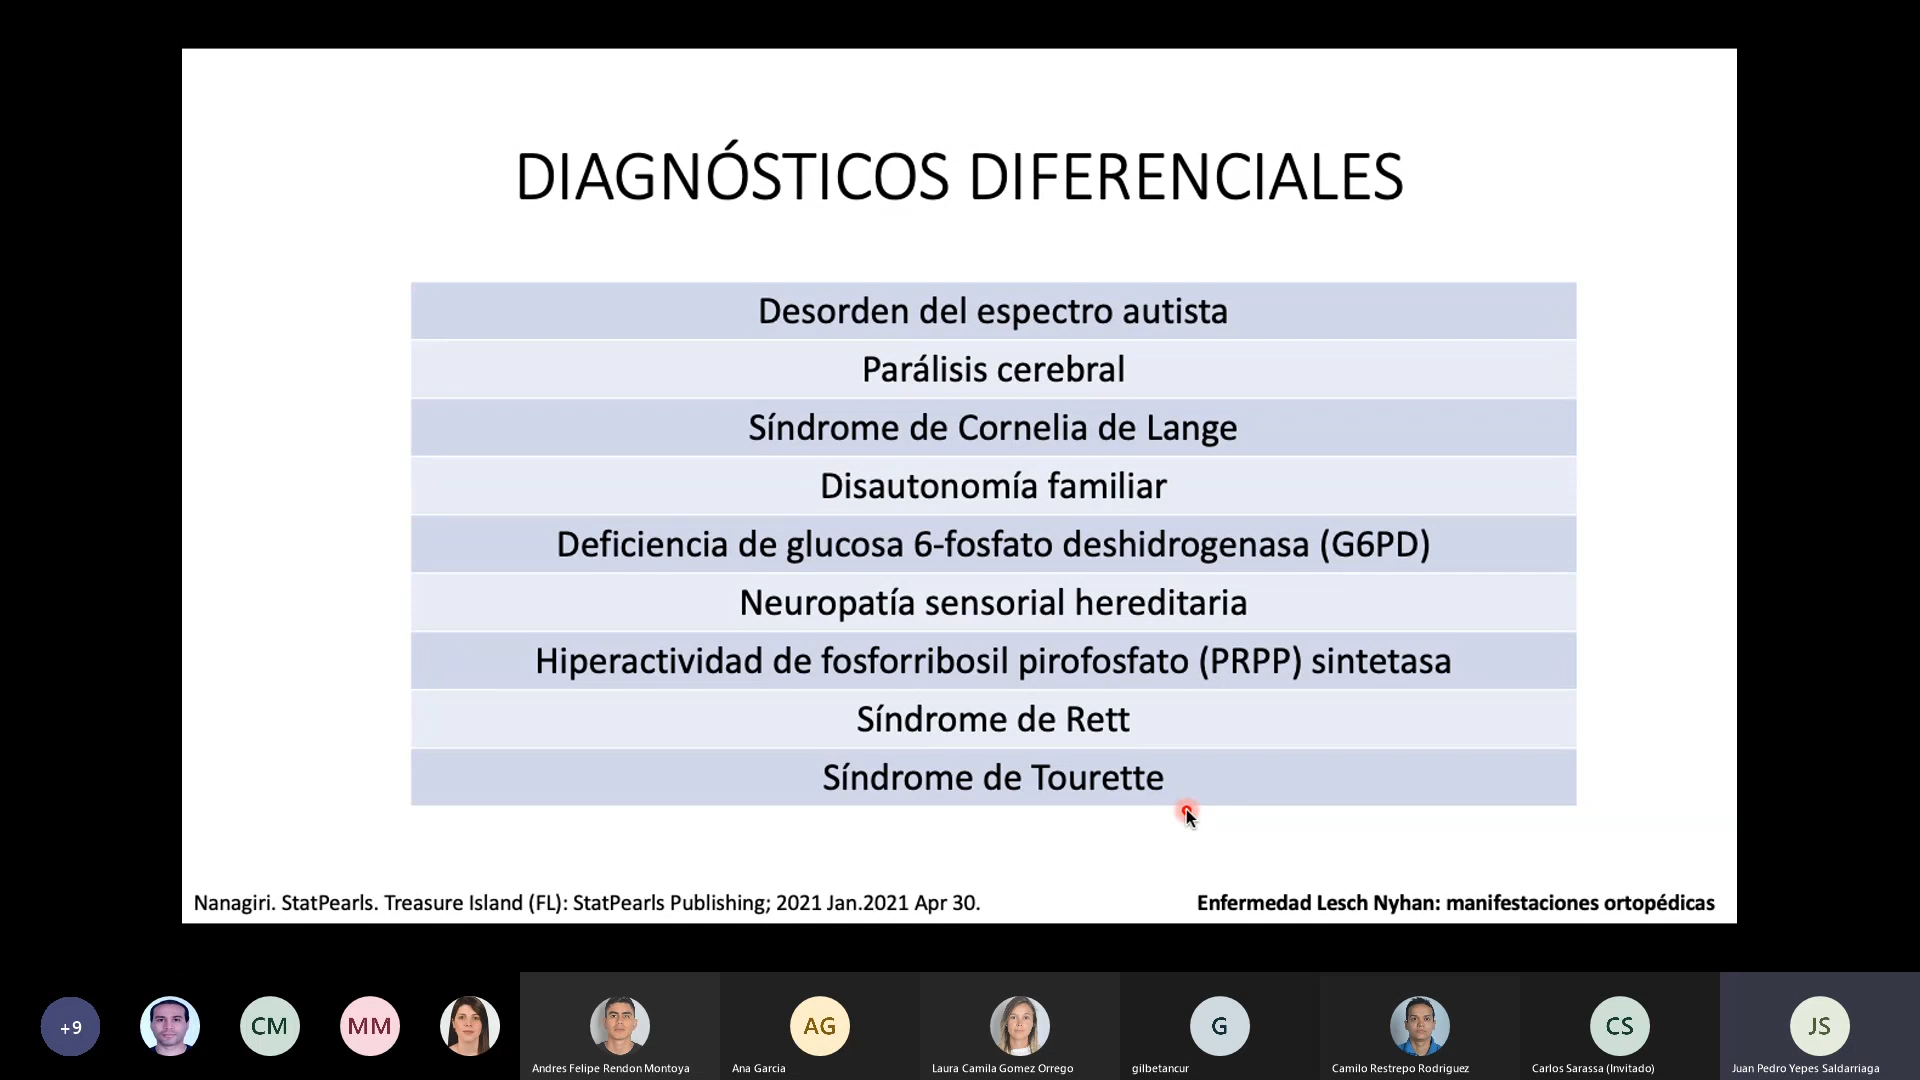 DIAGNÓSTICOS DIFERENCIALES
Desorden del espectro autista
Parálisis cerebral
Síndrome de Cornelia de Lange
Disautonomía familiar
Deficiencia de glucosa 6-fosfato deshidrogenasa (G6PD)
Neuropatía sensorial hereditaria
Hiperactividad de fosforribosil pirofosfato (PRPP) sintetasa
Síndrome de Rett
Síndrome de Tourette
Nanagiri. StatPearls. Treasure Island (FL): StatPearls Publishing; 2021 Jan.2021 Apr 30.
Enfermedad Lesch Nyhan: manifestaciones ortopédicas
+9
CM
MM
Andres Felipe Rendon Montoya
AG
Ana Garcia
Laura Camila Gomez Orrego
G
gilbetancur
Camilo Restrepo Rodriguez
CS
Carlos Sarassa (Invitado)
JS
Juan Pedro Yepes Saldarriaga